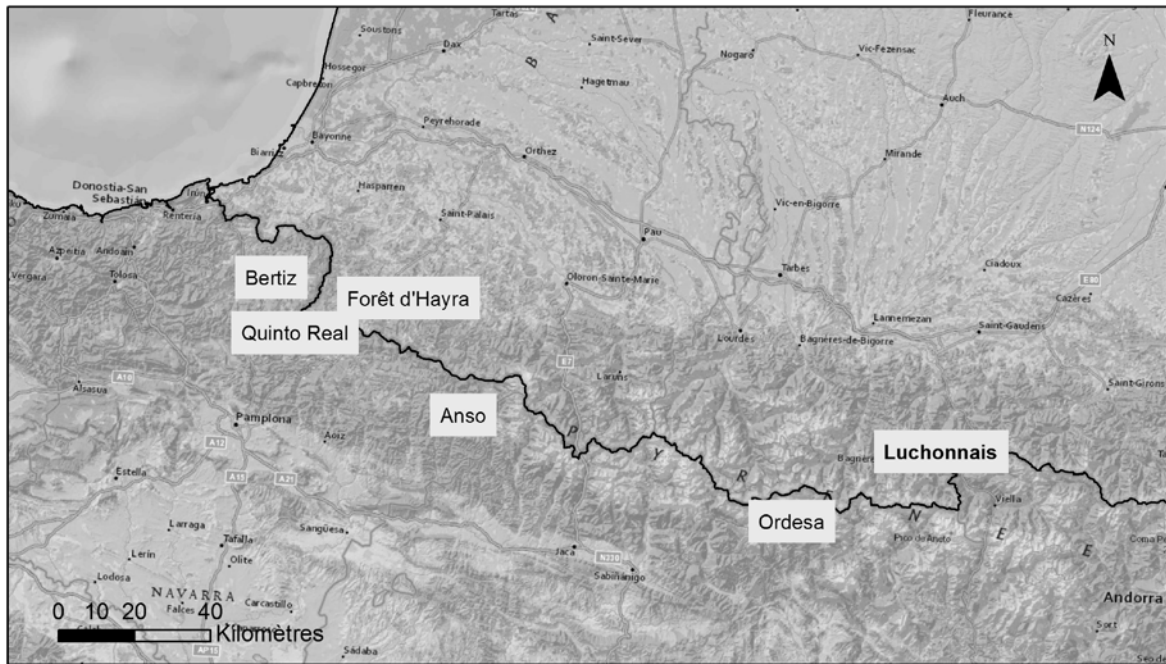 Tartas
Fleurance
Soustons
Saint-Sever
Nogaro
Vic-Fezensac
N
Dax
B
A
Hossegor
Hagetmau
Capbreton
Auch
Peyrehorade
N124
Bayonne
Biarritz
Orthez
Mirande
Donostia-San
Sebastián
Irún
Hasparren
Zumaia
Rentería
Saint-Palais
Vic-en-Bigorre
Pau
Azpeitia
Andoain
Vergara
Tolosa
Bertiz
Oloron-Sainte-Marie
Tarbes
Ciadoux
E80
Cazères
Forêt d'Hayra
Quinto Real
Lannemezan
Saint-Gaudens
Lourdes
Bagnères-de-Bigorre
E7
Laruns
Saint-Girons
Alsasua
A10
Anso
Pamplona
P
Y
R
N
E
E
A12
Aoiz
Luchonnais
Estella
A15
A21
Vielha
Ordesa
Pico de Aneto
Larraga
Sangüesa
Tafalla
Jaca
N330
Lerín
Olite
Sabiñánigo
Lodosa
NAVARRA
Falces
Carcastillo
Andorra
0 10 20 40
Kilomètres
Sort
AP15
Sádaba